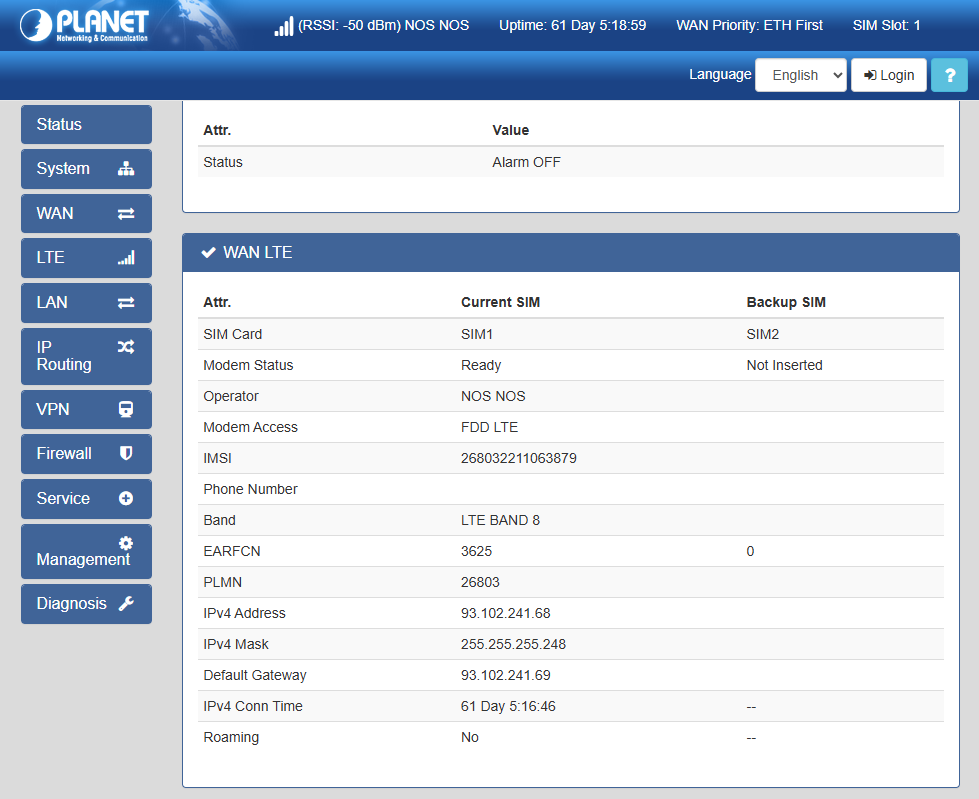 PLANET
Networking & Communication
(RSSI: -50 dBm) NOS NOS Uptime: 61 Day 5:18:59 WAN Priority: ETH First SIM Slot: 1
Language English Login ?
Status
System
WAN
LTE
LAN
IP
Routing
VPN
Firewall
Service
Management
Diagnosis
Attr. Value
Status Alarm OFF
WAN LTE
Attr. Current SIM Backup SIM
SIM Card SIM1 SIM2
Modem Status Ready Not Inserted
Operator NOS NOS
Modem Access FDD LTE
IMSI 268032211063879
Phone Number
Band LTE BAND 8
EARFCN 3625 0
PLMN 26803
IPv4 Address 93.102.241.68
IPv4 Mask 255.255.255.248
Default Gateway 93.102.241.69
IPv4 Conn Time 61 Day 5:16:46 --
Roaming No --